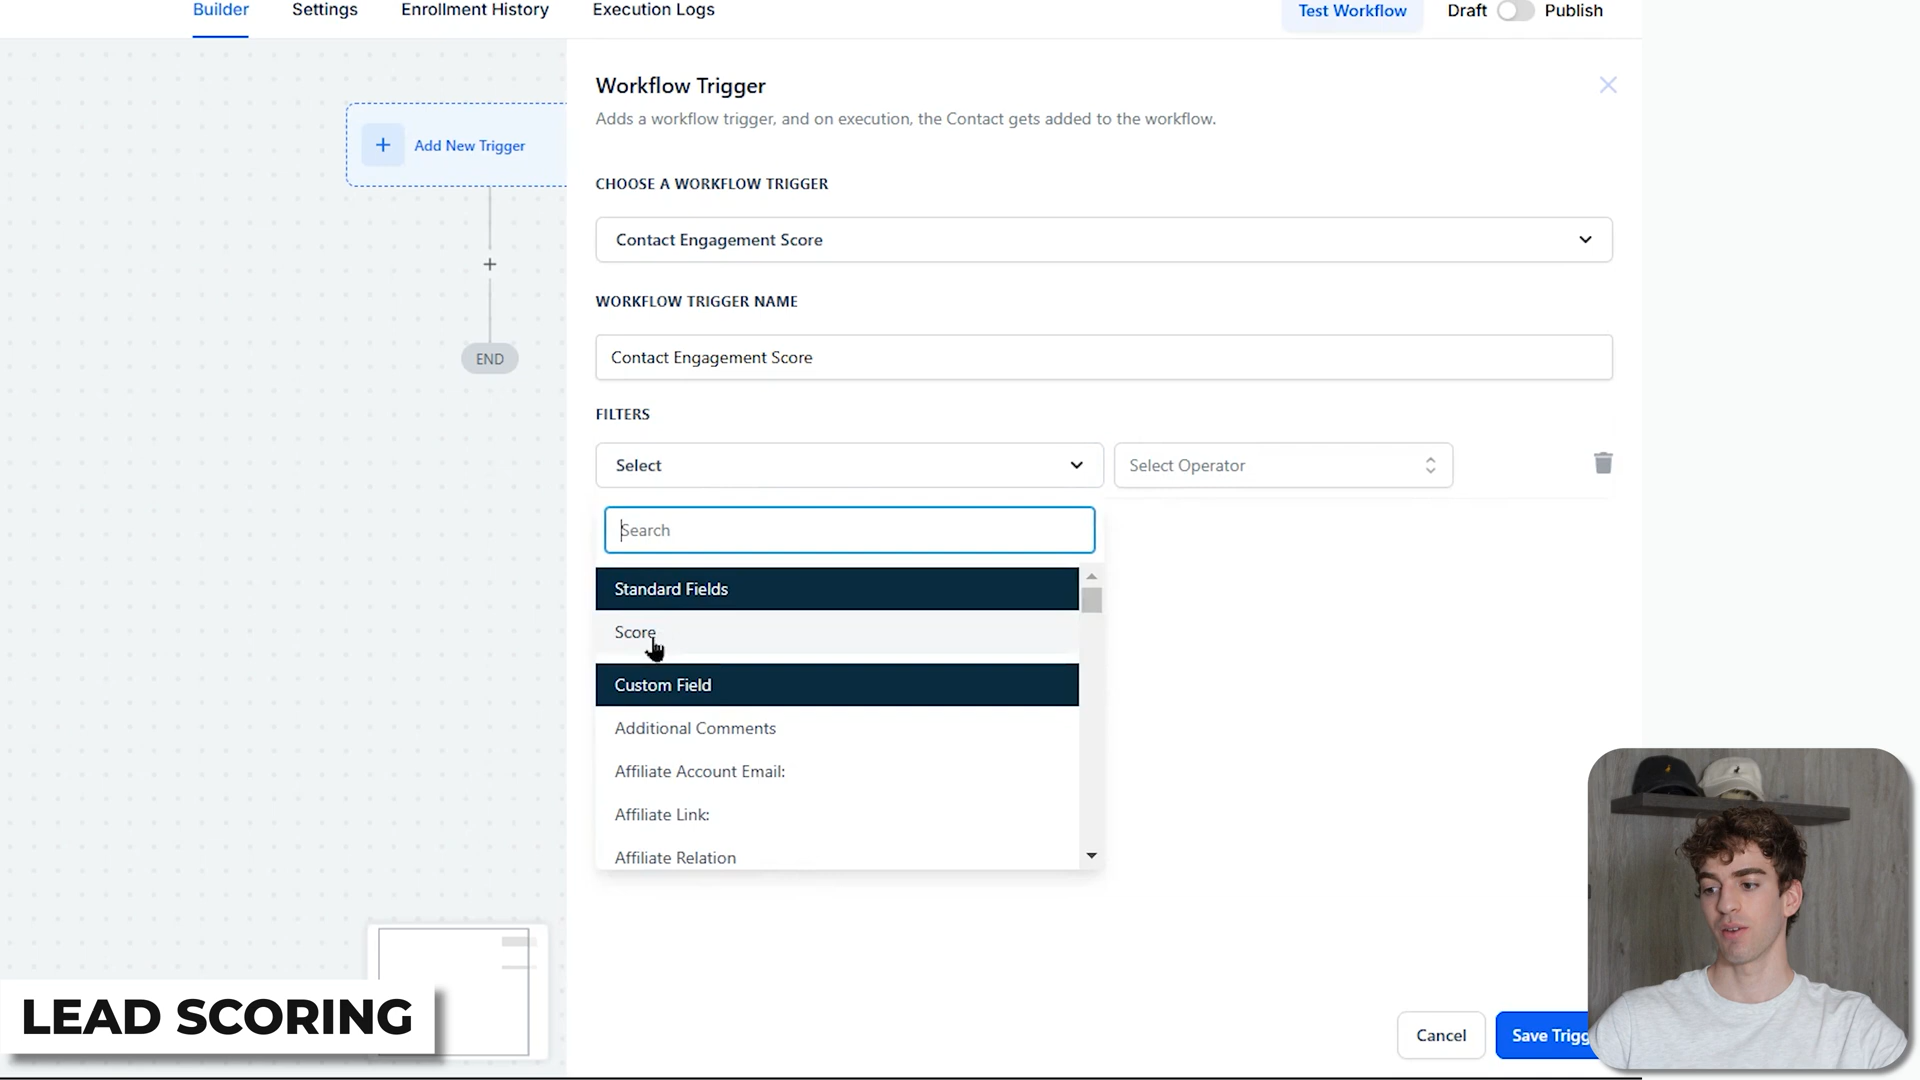 Builder
Settings
Enrollment History
Execution Logs
Test Workflow
Draft
Publish
Workflow Trigger
Adds a workflow trigger, and on execution, the Contact gets added to the workflow.
Add New Trigger
CHOOSE A WORKFLOW TRIGGER
Contact Engagement Score
WORKFLOW TRIGGER NAME
Contact Engagement Score
END
FILTERS
Select
Select Operator
Search
Standard Fields
Score
Custom Field
Additional Comments
Affiliate Account Email:
Affiliate Link:
Affiliate Relation
LEAD SCORING
Cancel
Save Trigg